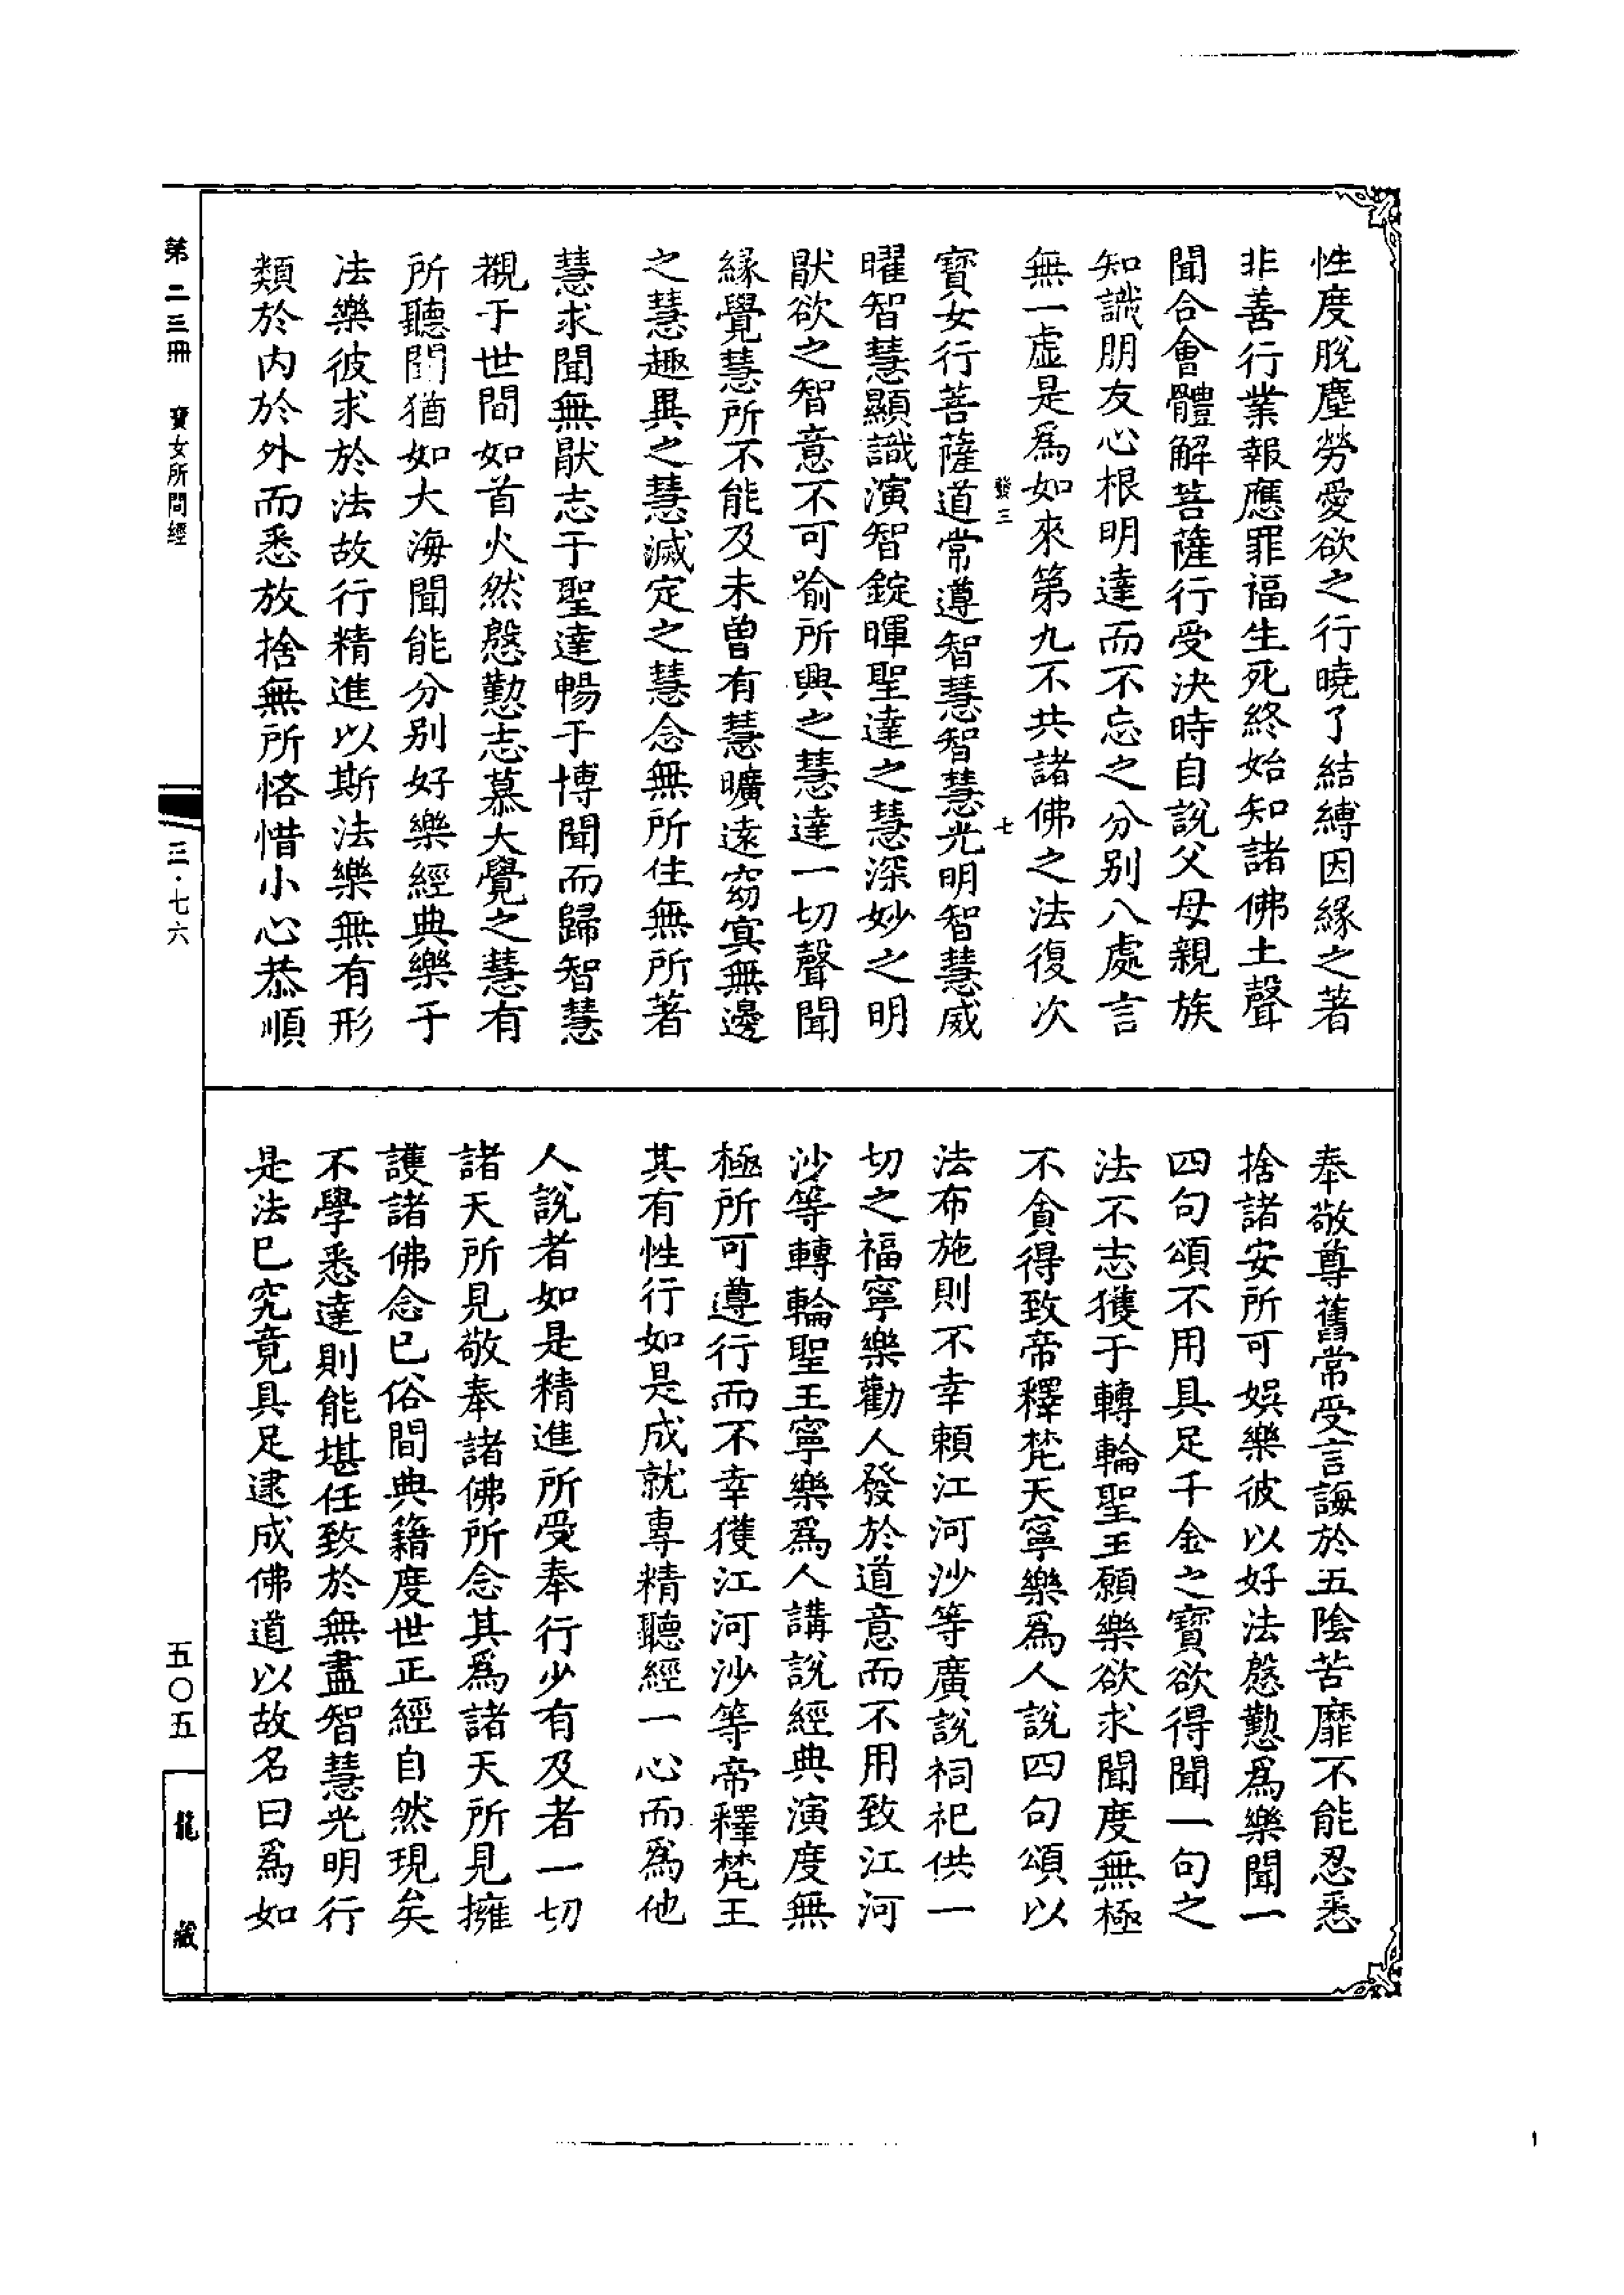 性度脫塵勞愛欲之行曉了結縛因緣之著
非善行業報應罪福生死終始知諸佛土聲
聞合會體解菩薩行受決時自說父母親族
知識朋友心根明達而不忘之分別八處言
無一虛是爲如來第九不共諸佛之法復次
發三 七
寶女行菩薩道常遵智慧智慧光明智慧威
曜智慧顯識演智錠暉聖達之慧深妙之明
猒欲之智意不可喻所興之慧達一切聲聞
緣覺慧所不能及未曾有慧曠遠窈冥無邊
之慧趣異之慧滅定之慧念無所住無所著
慧求聞無猒志于聖達暢于博聞而歸智慧
覩于世間如首火然慇懃志慕大覺之慧有
所聽聞猶如大海聞能分别好樂經典樂于
法樂彼求於法故行精進以斯法樂無有形
類於内於外而悉放捨無所悋惜小心恭順
奉敬尊舊常受言誨於五陰苦靡不能忍悉
捨諸安所可娛樂彼以好法慇懃爲樂聞一
四句頌不用具足千金之寶欲得聞一句之
法不志獲于轉輪聖王願樂欲求聞度無極
不貪得致帝釋梵天寧樂爲人說四句頌以
法布施則不幸賴江河沙等廣說祠祀供一
切之福寧樂勸人發於道意而不用致江河
沙等轉輪聖王寧樂爲人講說經典演度無
極所可遵行而不幸獲江河沙等帝釋梵王
其有性行如是成就專精聽經一心而爲他
人說者如是精進所受奉行少有及者一切
諸天所見敬奉諸佛所念其爲諸天所見擁
護諸佛念已俗間典籍度世正經自然現矣
不學悉達則能堪任致於無盡智慧光明行
是法已究竟具足逮成佛道以故名曰爲如
第二三冊 寶女所問經 三·七六 五〇五 龍藏